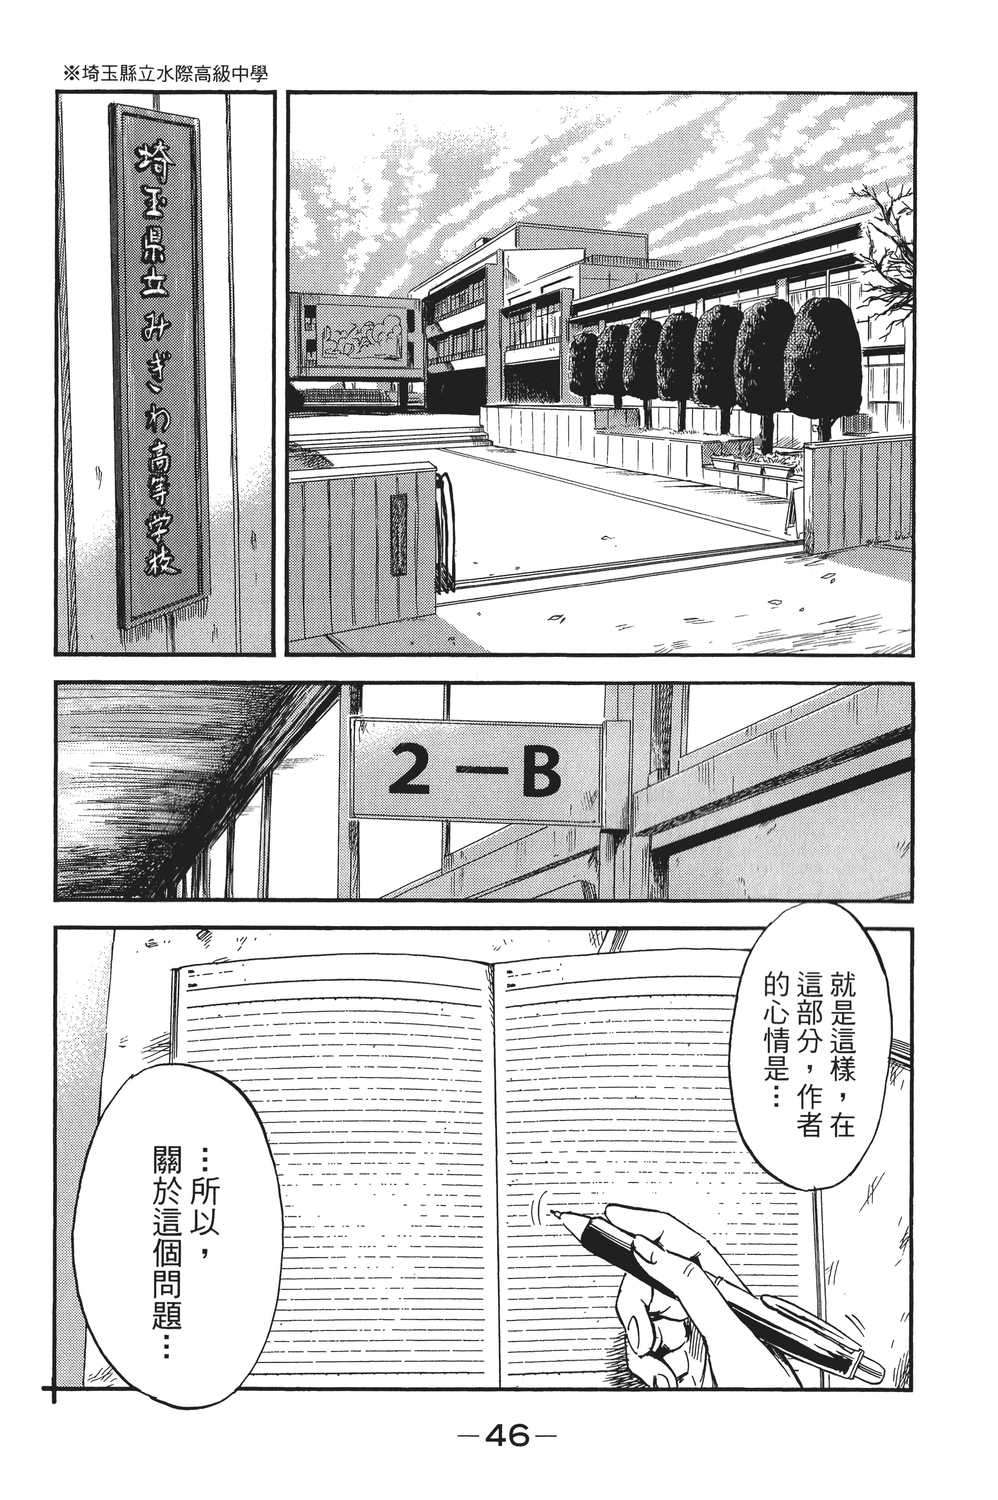 ※埼玉縣立水際高級中學
埼玉県立みぎわ高等学校
2－B
就是這樣，在
這部分，作者
的心情是…
…所以，
關於這個問題…
－46－